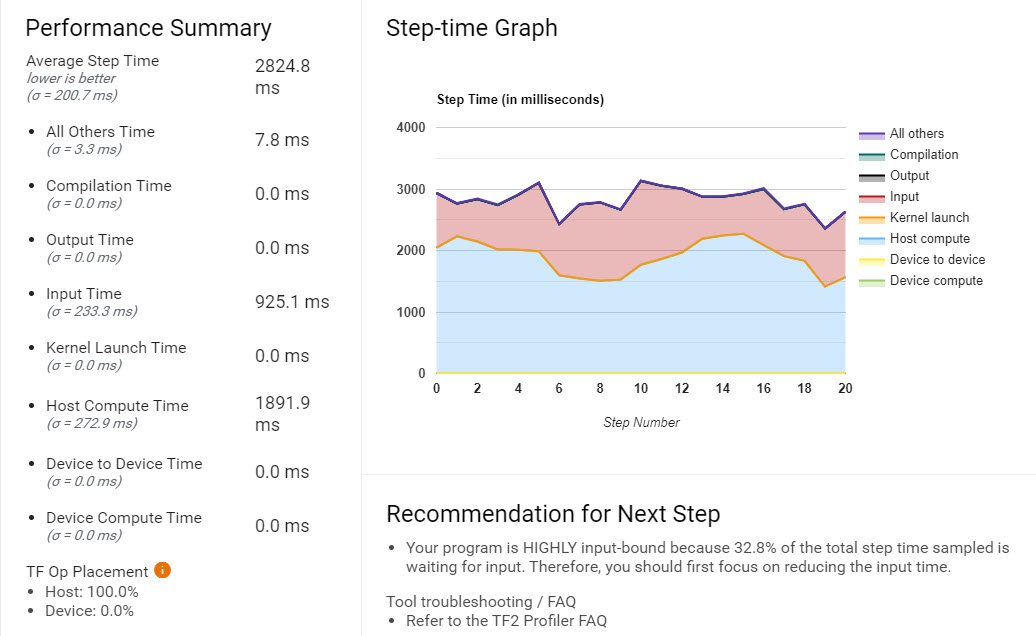 Performance Summary
Average Step Time
lower is better
(σ = 200.7 ms)
2824.8
ms
• All Others Time
(σ = 3.3 ms)
7.8 ms
• Compilation Time
(σ = 0.0 ms)
0.0 ms
• Output Time
(σ = 0.0 ms)
0.0 ms
• Input Time
(σ = 233.3 ms)
925.1 ms
• Kernel Launch Time
(σ = 0.0 ms)
0.0 ms
• Host Compute Time
(σ = 272.9 ms)
1891.9
ms
• Device to Device Time
(σ = 0.0 ms)
0.0 ms
• Device Compute Time
(σ = 0.0 ms)
0.0 ms
TF Op Placement i
• Host: 100.0%
• Device: 0.0%
Step-time Graph
Step Time (in milliseconds)
4000
3000
2000
1000
0
0 2 4 6 8 10 12 14 16 18 20
Step Number
All others
Compilation
Output
Input
Kernel launch
Host compute
Device to device
Device compute
Recommendation for Next Step
• Your program is HIGHLY input-bound because 32.8% of the total step time sampled is
waiting for input. Therefore, you should first focus on reducing the input time.
Tool troubleshooting / FAQ
• Refer to the TF2 Profiler FAQ